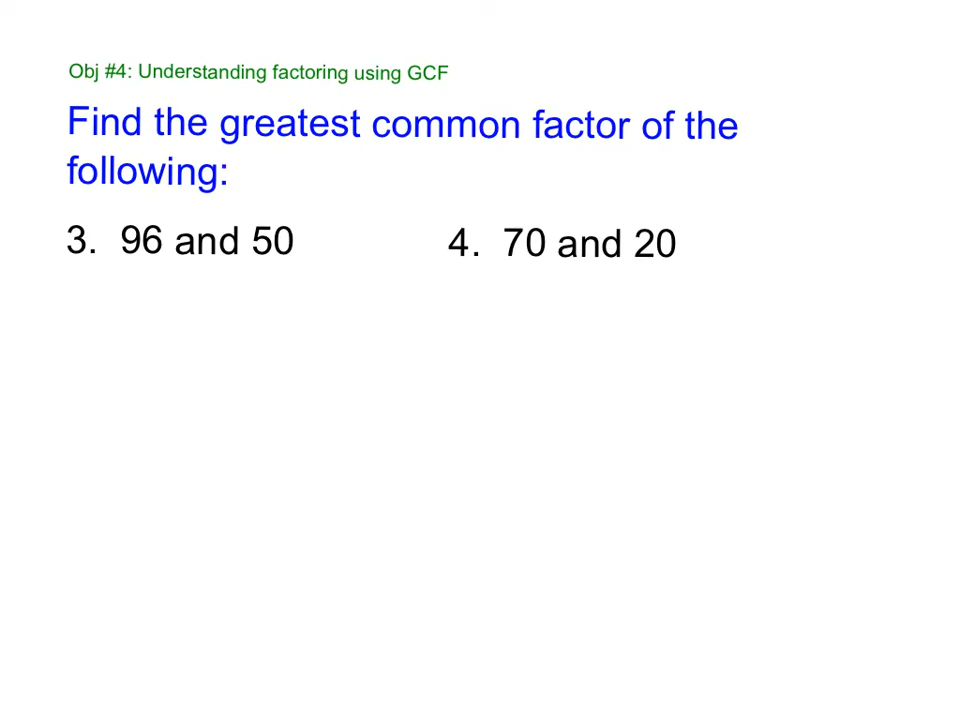 Obj #4: Understanding factoring using GCF
Find the greatest common factor of the
following:
3. 96 and 50 4. 70 and 20